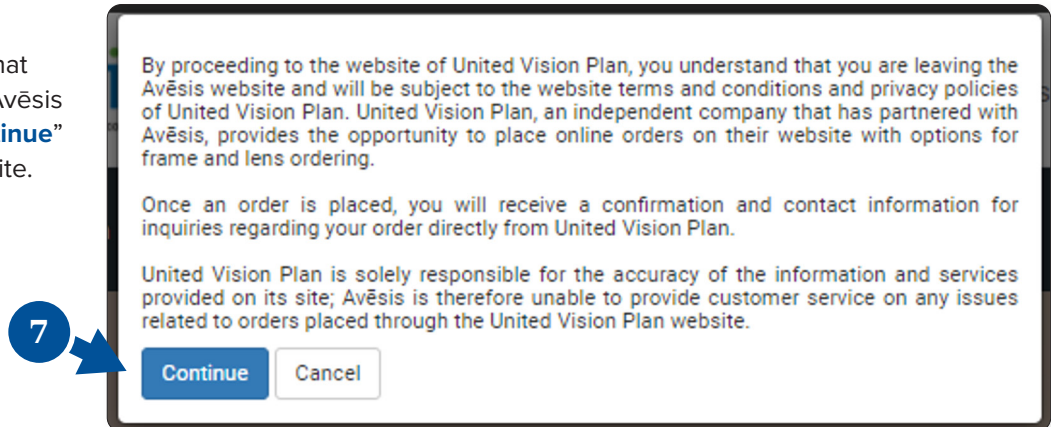 hat
Avēsis
tinue”
ite.
By proceeding to the website of United Vision Plan, you understand that you are leaving the
Avēsis website and will be subject to the website terms and conditions and privacy policies
of United Vision Plan. United Vision Plan, an independent company that has partnered with
Avēsis, provides the opportunity to place online orders on their website with options for
frame and lens ordering.
Once an order is placed, you will receive a confirmation and contact information for
inquiries regarding your order directly from United Vision Plan.
United Vision Plan is solely responsible for the accuracy of the information and services
provided on its site; Avēsis is therefore unable to provide customer service on any issues
related to orders placed through the United Vision Plan website.
7
Continue Cancel